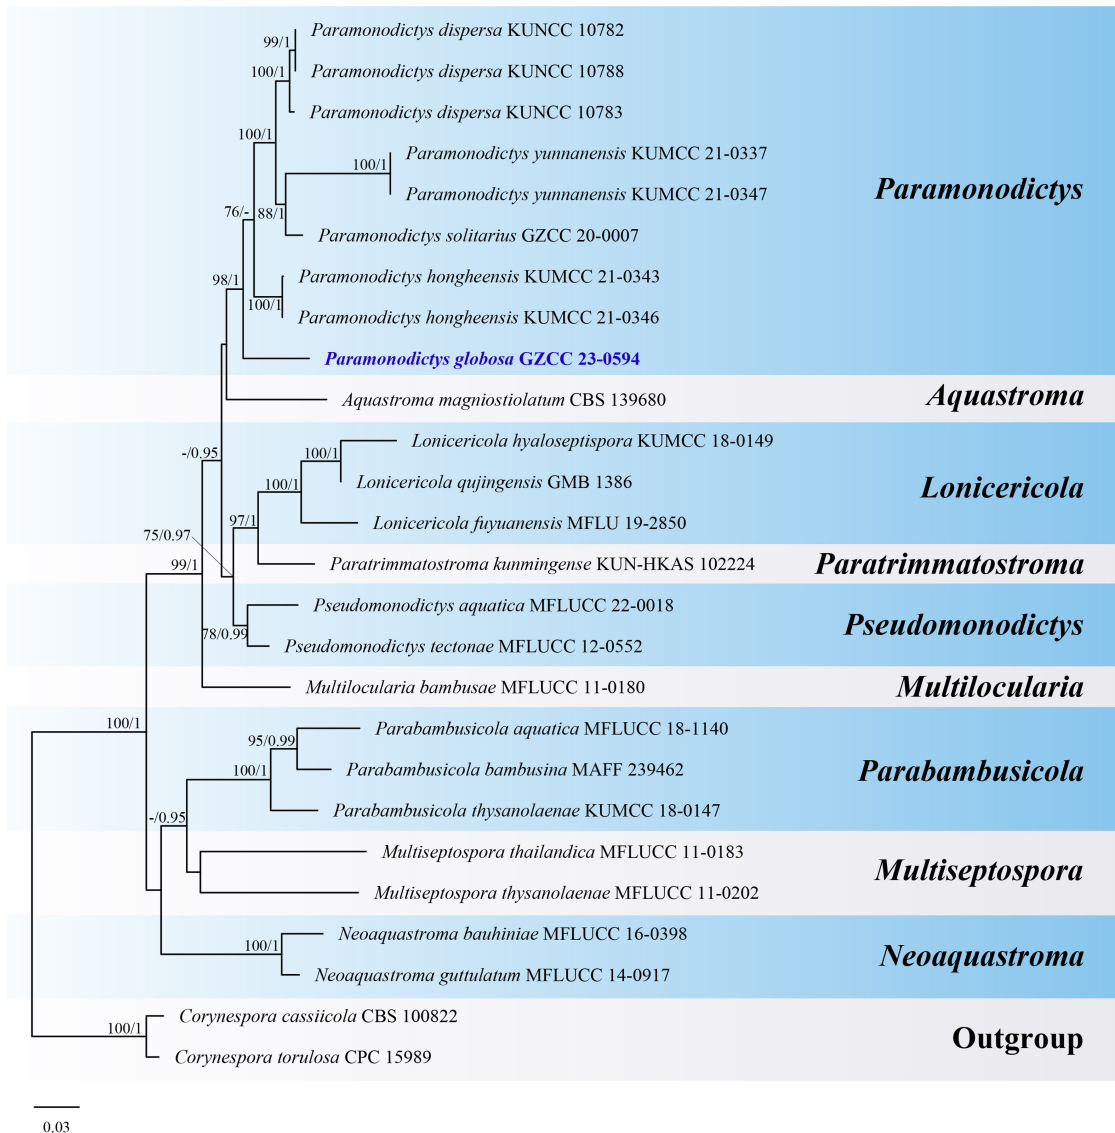 Paramonodictys dispersa KUNCC 10782
99/1
Paramonodictys dispersa KUNCC 10788
100/1
Paramonodictys dispersa KUNCC 10783
100/1
Paramonodictys yunnanensis KUMCC 21-0337
100/1
Paramonodictys
Paramonodictys yunnanensis KUMCC 21-0347
76/-
88/1
Paramonodictys solitarius GZCC 20-0007
Paramonodictys hongheensis KUMCC 21-0343
98/1
100/1
Paramonodictys hongheensis KUMCC 21-0346
Paramonodictys globosa GZCC 23-0594
Aquastroma magniostiolatum CBS 139680
Aquastroma
Lonicericola hyaloseptispora KUMCC 18-0149
-/0.95
100/1
Lonicericola qujingensis GMB 1386
100/1
Lonicericola
Lonicericola fuyuanensis MFLU 19-2850
97/1
75/0.97
Paratrimmatostroma kunmingense KUN-HKAS 102224
Paratrimmatostroma
99/1
Pseudomonodictys aquatica MFLUCC 22-0018
Pseudomonodictys
78/0.99
Pseudomonodictys tectonae MFLUCC 12-0552
Multilocularia bambusae MFLUCC 11-0180
Multilocularia
100/1
Parabambusicola aquatica MFLUCC 18-1140
95/0.99
Parabambusicola bambusina MAFF 239462
100/1
Parabambusicola
Parabambusicola thysanolaenae KUMCC 18-0147
-/0.95
Multiseptospora thailandica MFLUCC 11-0183
Multiseptospora
Multiseptospora thysanolaenae MFLUCC 11-0202
Neoaquastroma bauhiniae MFLUCC 16-0398
100/1
Neoaquastroma
Neoaquastroma guttulatum MFLUCC 14-0917
Corynespora cassiicola CBS 100822
100/1
Outgroup
Corynespora torulosa CPC 15989
0.03